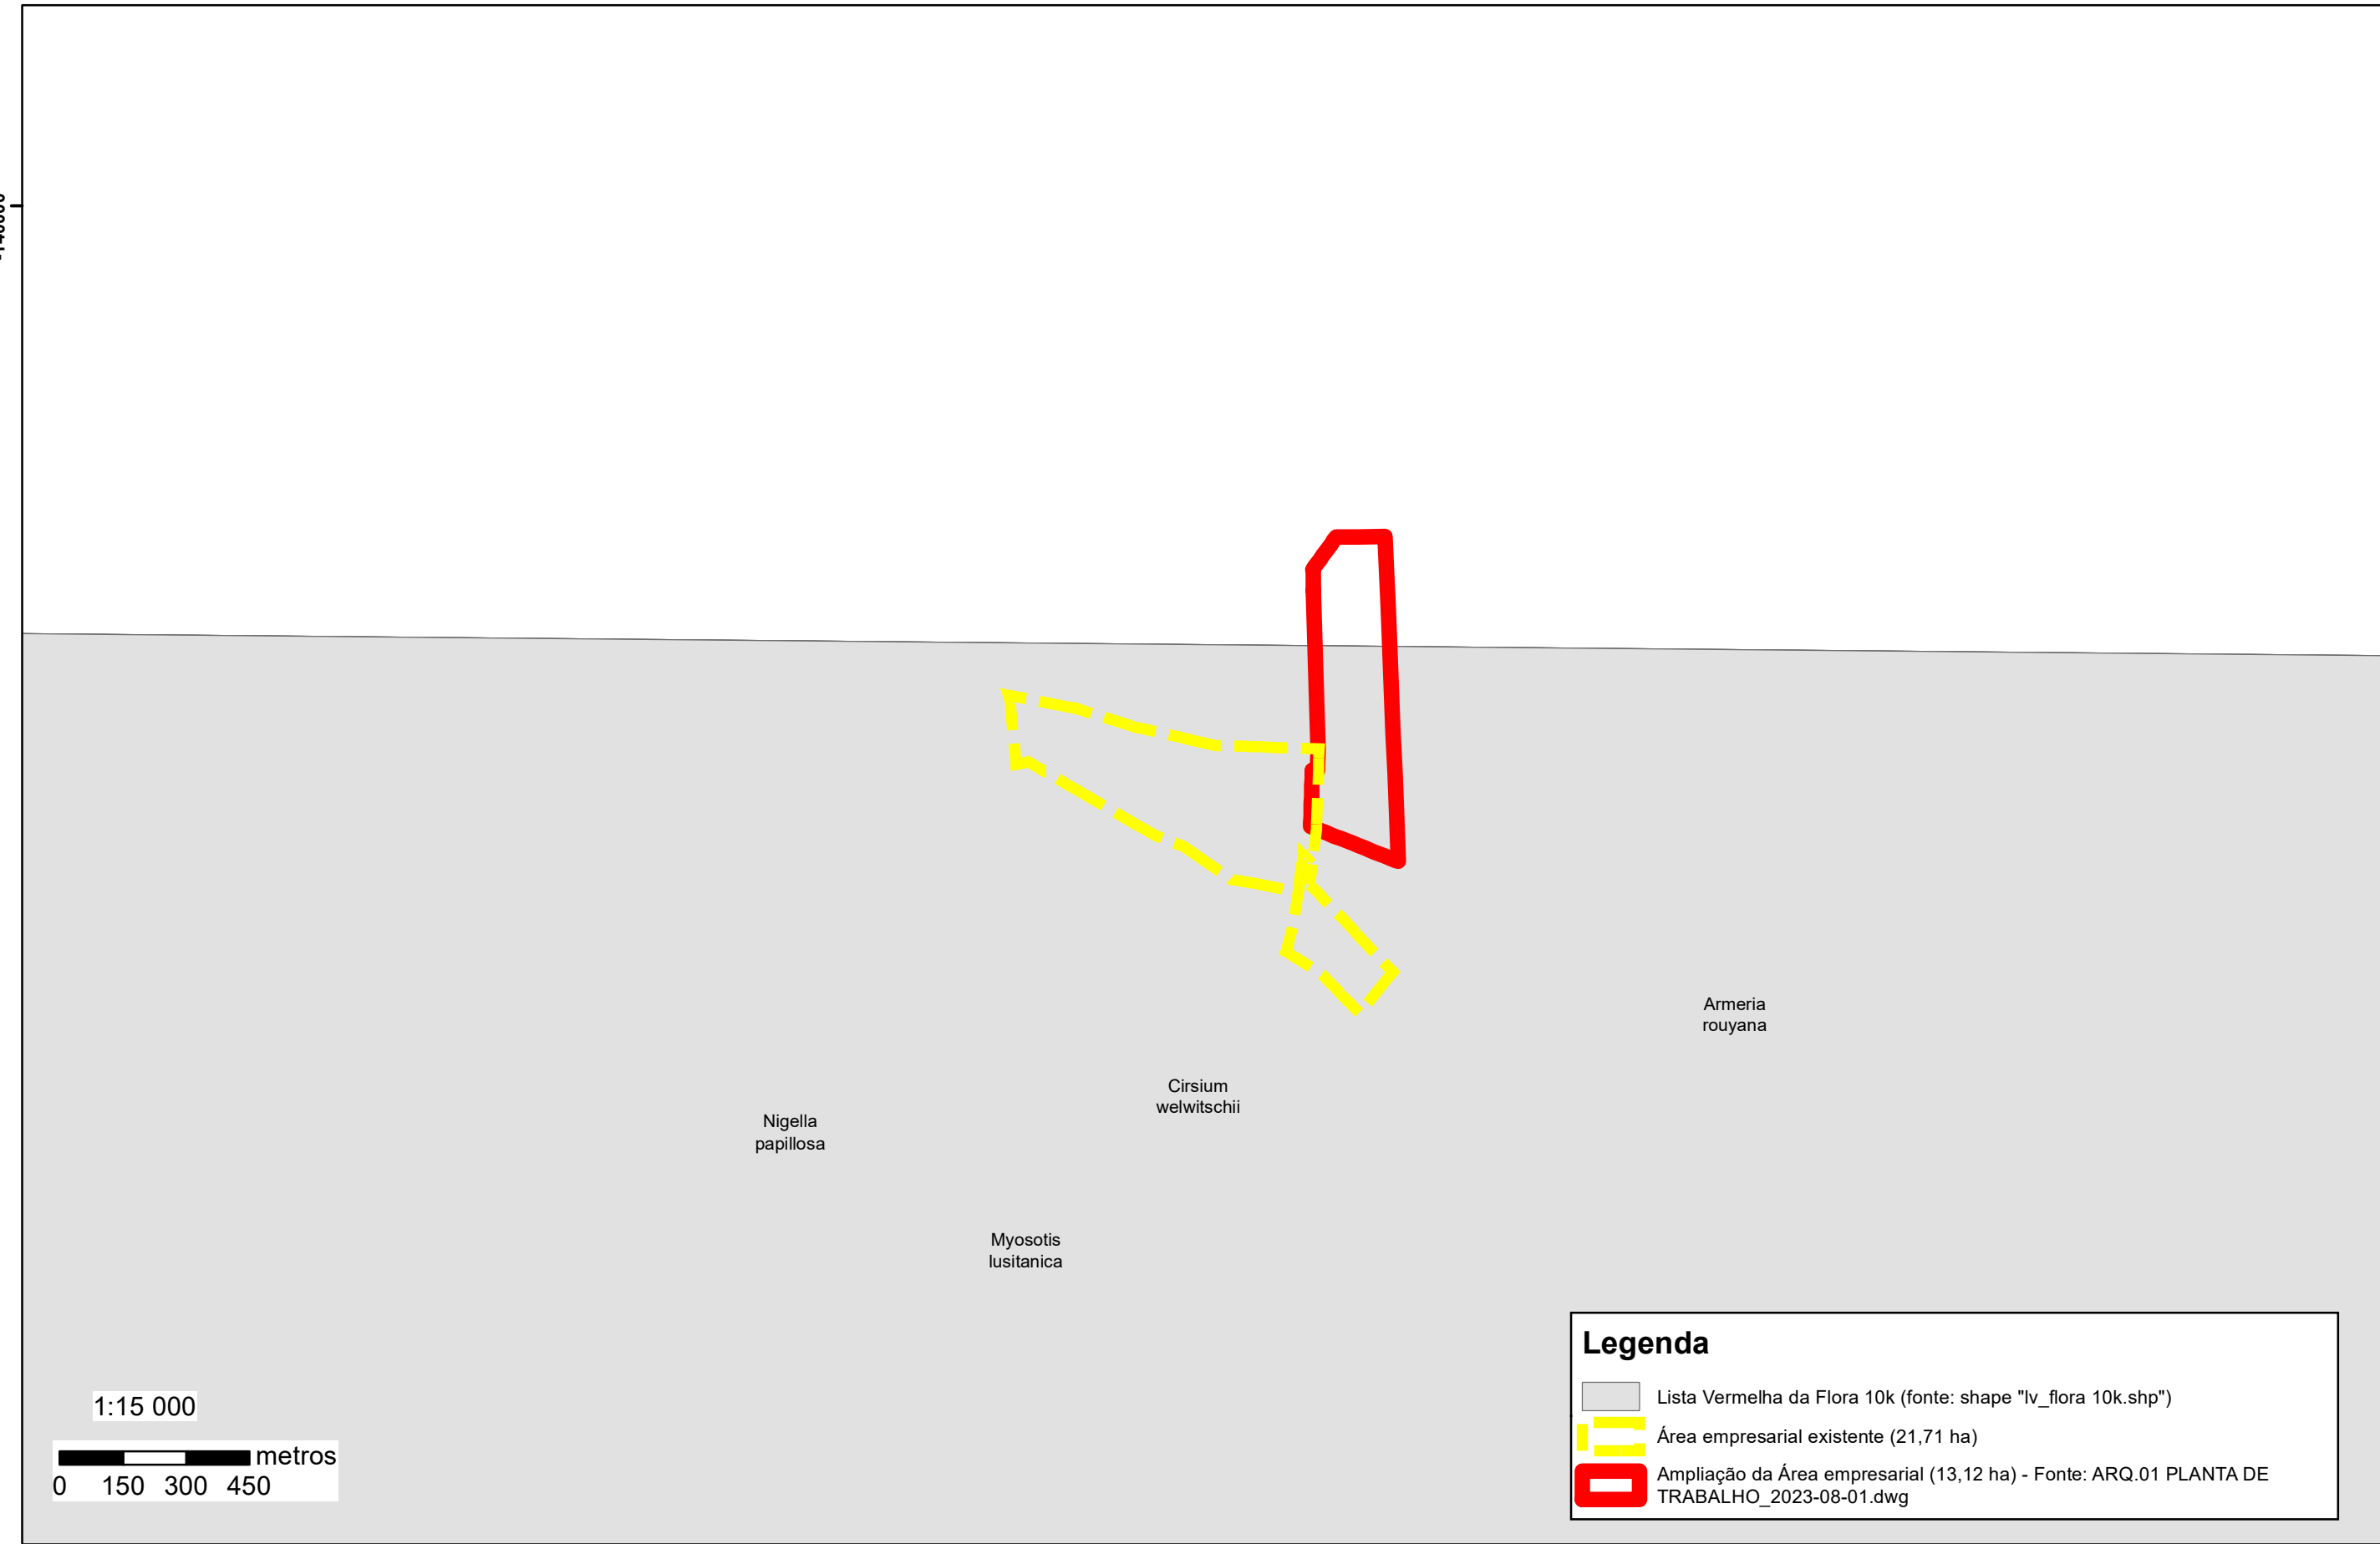 Armeria
rouyana
Cirsium
welwitschii
Nigella
papillosa
Myosotis
lusitanica
Legenda
Lista Vermelha da Flora 10k (fonte: shape "lv_flora 10k.shp")
Área empresarial existente (21,71 ha)
Ampliação da Área empresarial (13,12 ha) - Fonte: ARQ.01 PLANTA DE
TRABALHO_2023-08-01.dwg
1:15 000
metros
0 150 300 450